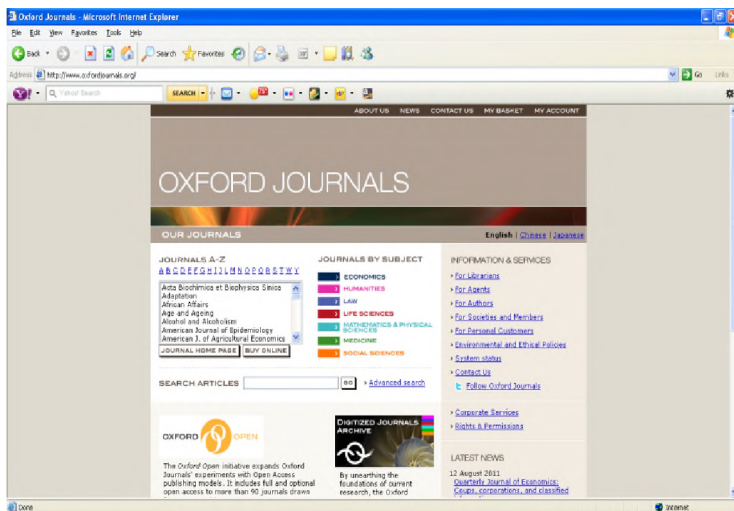 Oxford Journals - Microsoft Internet Explorer
File Edit View Favorites Tools Help
Back Search Favorites
Address http://www.oxfordjournals.org/ Go Links
Y! Yahoo! Search SEARCH
ABOUT US NEWS CONTACT US MY BASKET MY ACCOUNT
OXFORD JOURNALS
OUR JOURNALS
English | Chinese | Japanese
JOURNALS A-Z
A B C D E F G H I J L M N O P Q R S T W Y
Acta Biochimica et Biophysica Sinica
Adaptation
African Affairs
Age and Ageing
Alcohol and Alcoholism
American Journal of Epidemiology
American J. of Agricultural Economics
JOURNAL HOME PAGE BUY ONLINE
JOURNALS BY SUBJECT
ECONOMICS
HUMANITIES
LAW
LIFE SCIENCES
MATHEMATICS & PHYSICAL
SCIENCES
MEDICINE
SOCIAL SCIENCES
SEARCH ARTICLES GO Advanced search
OXFORD OPEN
The Oxford Open initiative expands Oxford
Journals' experiments with Open Access
publishing models. It includes full and optional
open access to more than 90 journals drawn
DIGITIZED JOURNALS
ARCHIVE
By unearthing the
foundations of current
research, the Oxford
INFORMATION & SERVICES
For Librarians
For Agents
For Authors
For Societies and Members
For Personal Customers
Environmental and Ethical Policies
System status
Contact Us
Follow Oxford Journals
Corporate Services
Rights & Permissions
LATEST NEWS
12 August 2011
Quarterly Journal of Economics:
Coups, corporations, and classified
Done Internet